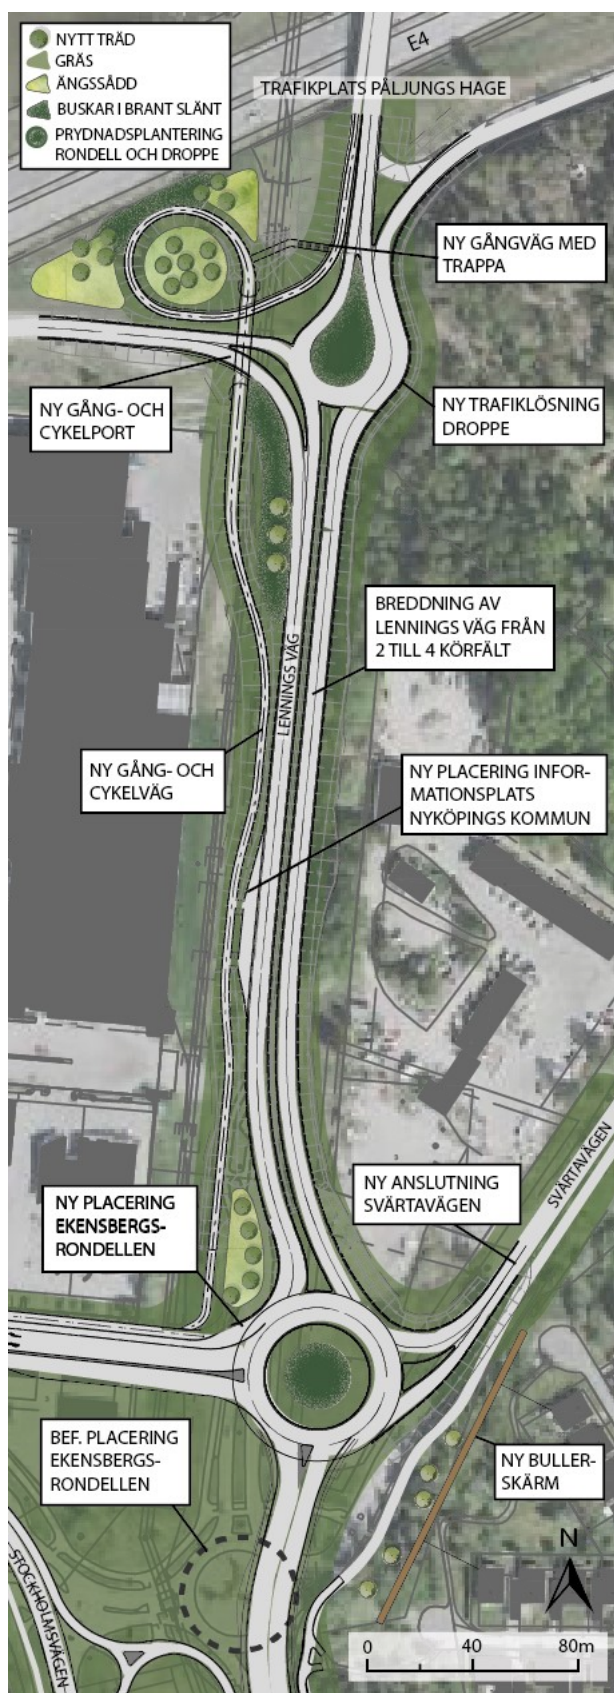 NYTT TRÄD
GRÄS
ÄNGSSÅDD
BUSKAR I BRANT SLÄNT
PRYDNADSPLANTERING
RONDELL OCH DROPPE
E4
TRAFIKPLATS PÅLJUNGS HAGE
NY GÅNGVÄG MED
TRAPPA
NY GÅNG- OCH
CYKELPORT
NY TRAFIKLÖSNING
DROPPE
BREDDNING AV
LENNINGS VÄG FRÅN
2 TILL 4 KÖRFÄLT
LENNINGS VÄG
NY GÅNG- OCH
CYKELVÄG
NY PLACERING INFOR-
MATIONSPLATS
NYKÖPINGS KOMMUN
SVÄRTAVÄGEN
NY ANSLUTNING
SVÄRTAVÄGEN
NY PLACERING
EKENSBERGS-
RONDELLEN
BEF. PLACERING
EKENSBERGS-
RONDELLEN
NY BULLER-
SKÄRM
STOCKHOLMSVÄGEN
N
0 40 80m